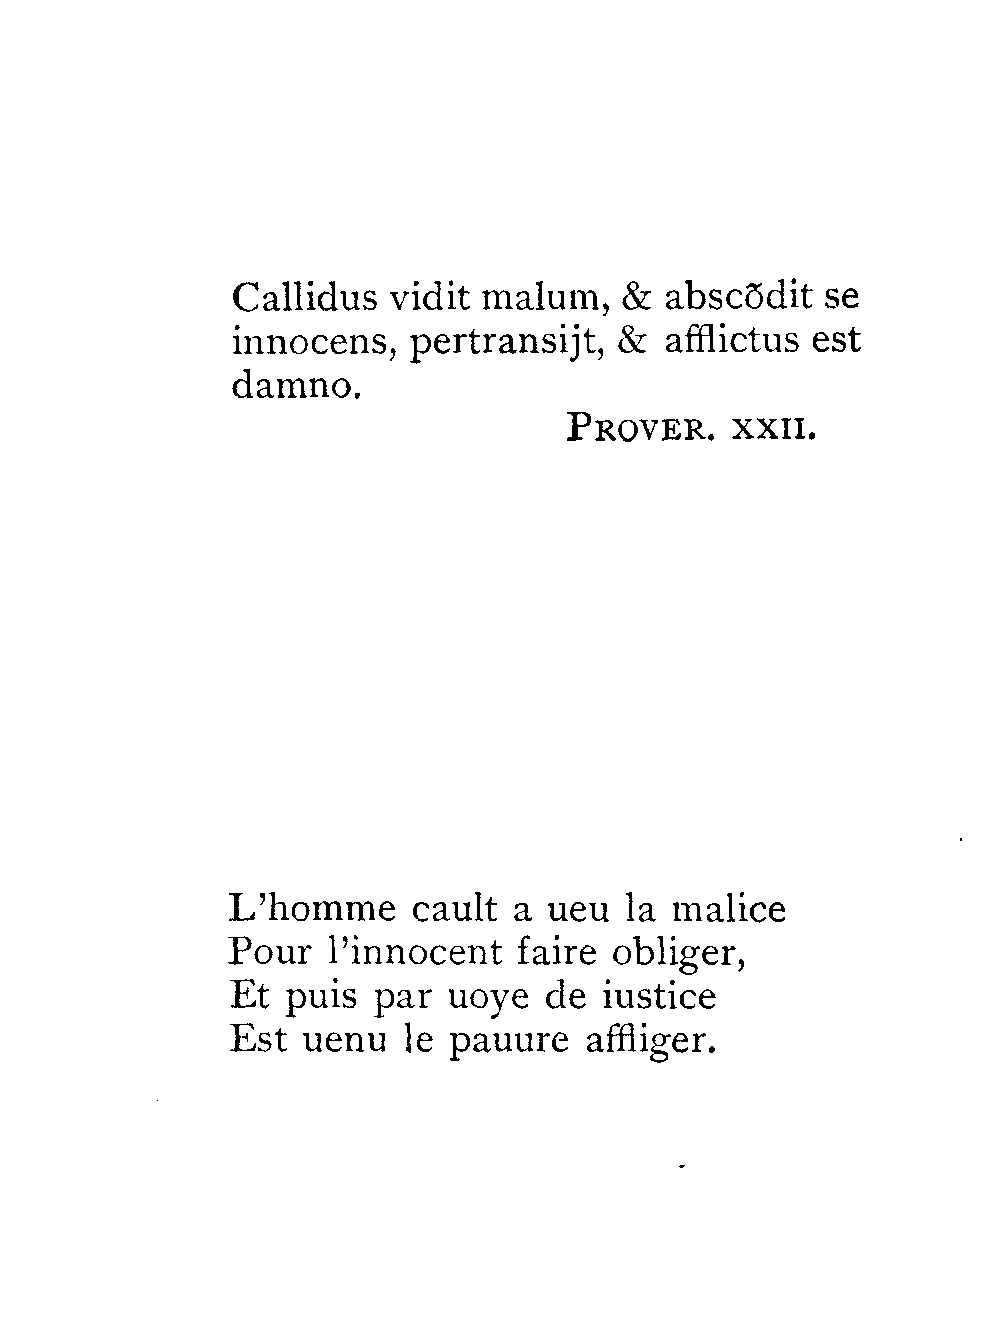 Callidus vidit malum, & abscõdit se
innocens, pertransijt, & afflictus est
damno.
PROVER. XXII.
L'homme cault a ueu la malice
Pour l'innocent faire obliger,
Et puis par uoye de iustice
Est uenu le pauure affliger.